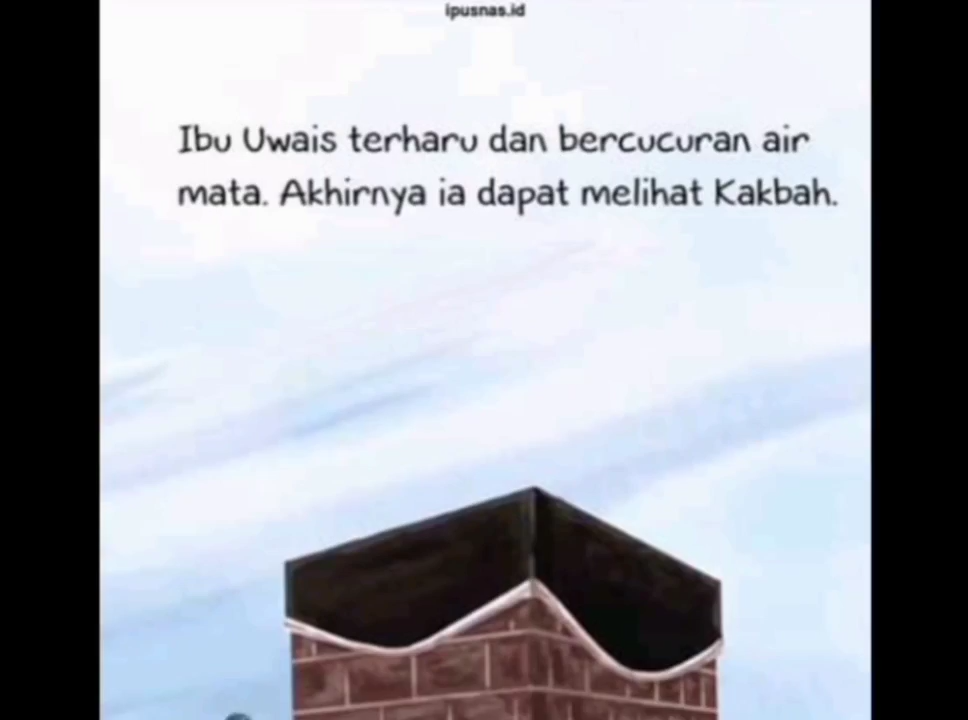 ipusnas.id
Ibu Uwais terharu dan bercucuran air
mata. Akhirnya ia dapat melihat Kakbah.